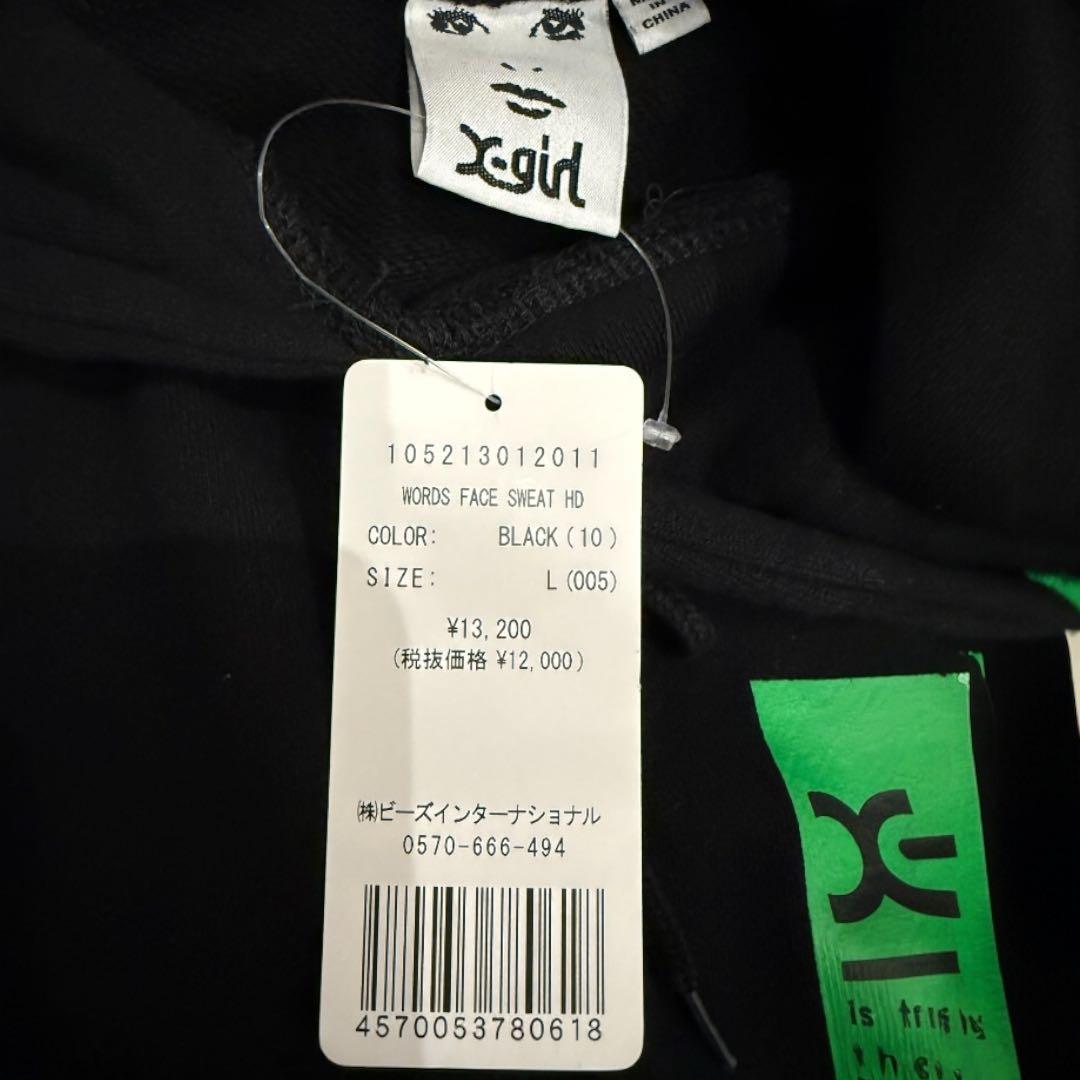 IN
CHINA
X-girl
105213012011
WORDS FACE SWEAT HD
COLOR: BLACK(10)
SIZE: L(005)
¥13,200
(税抜価格 ¥12,000)
㈱ビーズインターナショナル
0570-666-494
4570053780618
is